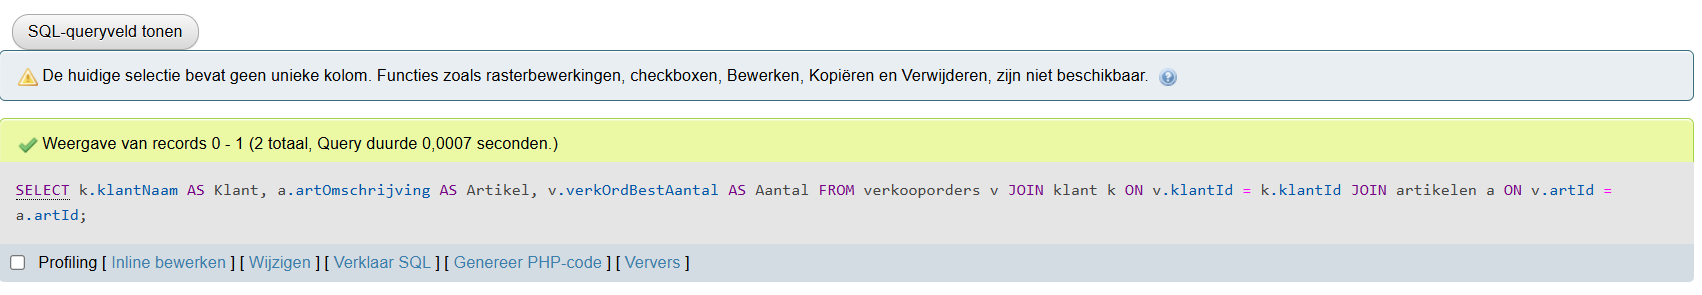 SQL-queryveld tonen
De huidige selectie bevat geen unieke kolom. Functies zoals rasterbewerkingen, checkboxen, Bewerken, Kopiëren en Verwijderen, zijn niet beschikbaar.
Weergave van records 0 - 1 (2 totaal, Query duurde 0,0007 seconden.)
SELECT k.klantNaam AS Klant, a.artOmschrijving AS Artikel, v.verkOrdBestAantal AS Aantal FROM verkooporders v JOIN klant k ON v.klantId = k.klantId JOIN artikelen a ON v.artId =
a.artId;
Profiling [ Inline bewerken ] [ Wijzigen ] [ Verklaar SQL ] [ Genereer PHP-code ] [ Ververs ]